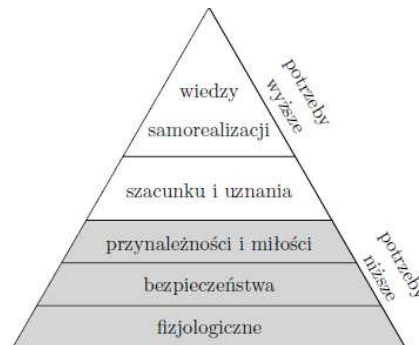 wiedzy
samorealizacji
szacunku i uznania
przynależności i miłości
bezpieczeństwa
fizjologiczne
potrzeby
wyższe
potrzeby
niższe